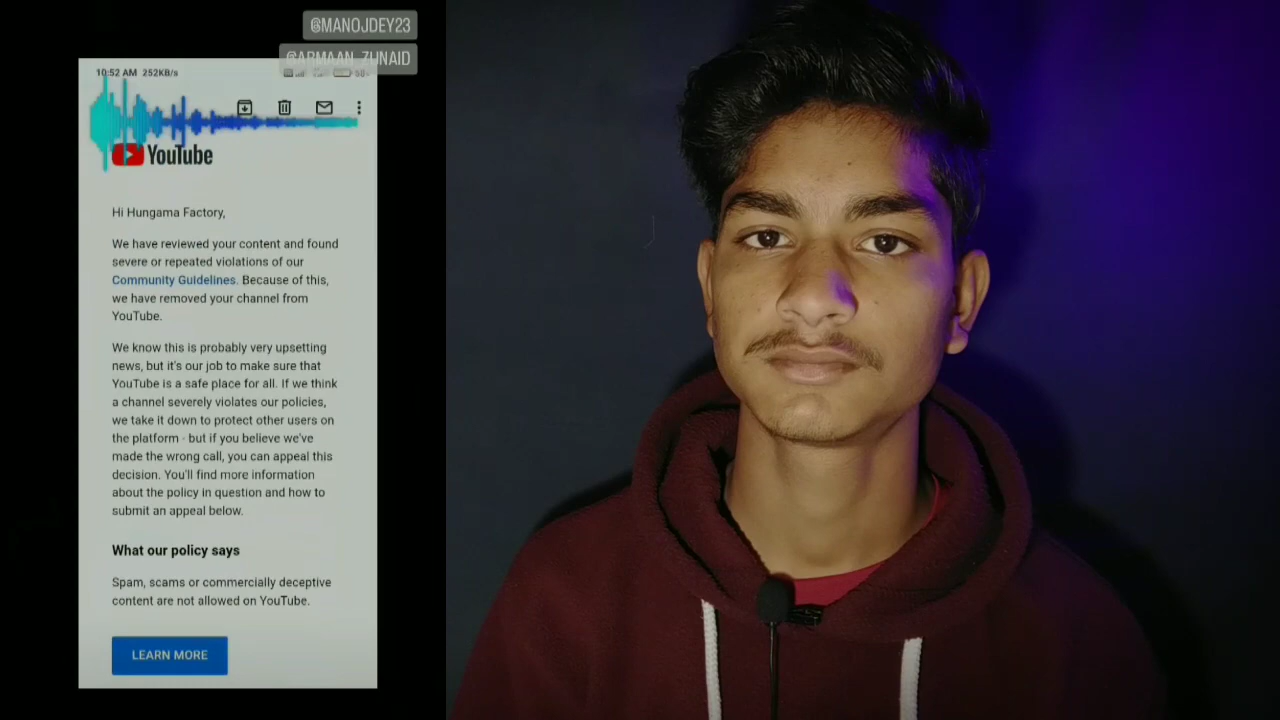 @MANOJDEY23
@ARMAAN_ZUNAID
10:52 AM 252KB/s
YouTube
Hi Hungama Factory,
We have reviewed your content and found
severe or repeated violations of our
Community Guidelines. Because of this,
we have removed your channel from
YouTube.
We know this is probably very upsetting
news, but it's our job to make sure that
YouTube is a safe place for all. If we think
a channel severely violates our policies,
we take it down to protect other users on
the platform - but if you believe we've
made the wrong call, you can appeal this
decision. You'll find more information
about the policy in question and how to
submit an appeal below.
What our policy says
Spam, scams or commercially deceptive
content are not allowed on YouTube.
LEARN MORE